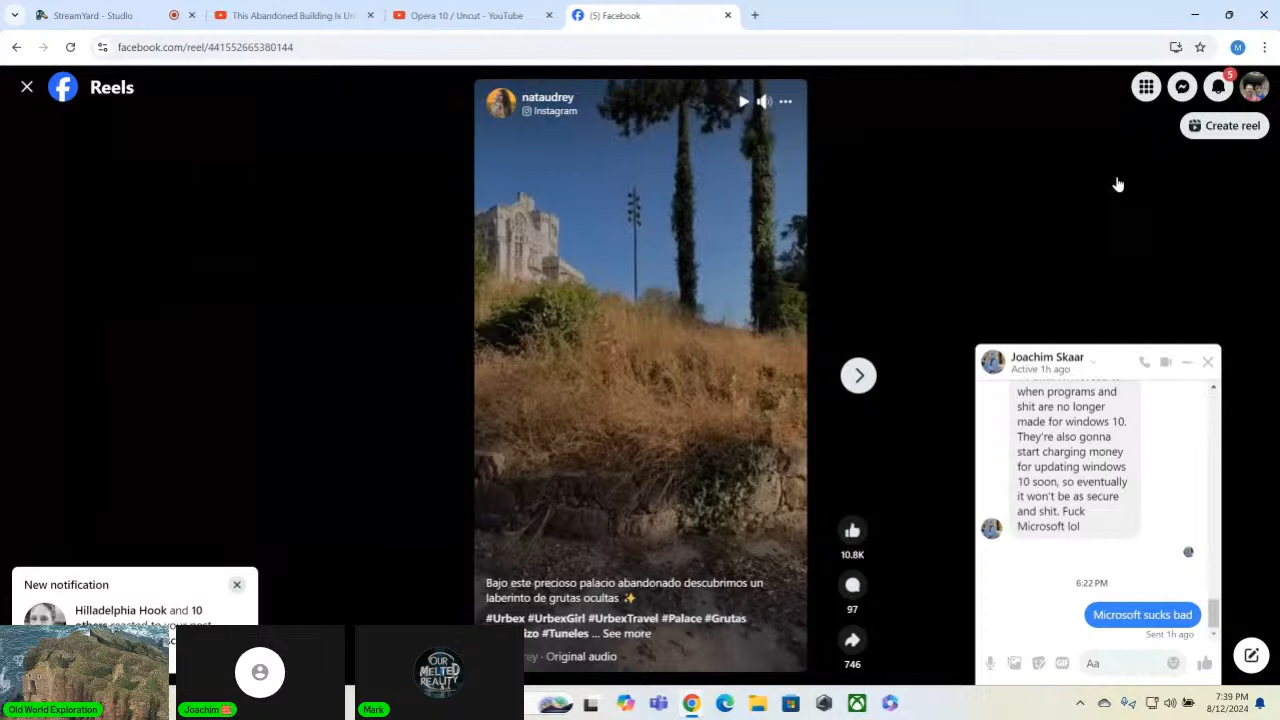 StreamYard - Studio
This Abandoned Building Is Un
Opera 10 / Uncut - YouTube
(5) Facebook
facebook.com/reel/441552665380144
M
Reels
5
Create reel
nataudrey
Instagram
Joachim Skaar
Active 1h ago
when programs and
shit are no longer
made for windows 10.
They're also gonna
start charging money
for updating windows
10 soon, so eventually
it won't be as secure
and shit. Fuck
Microsoft lol
6:22 PM
Microsoft sucks bad
Sent 1h ago
GIF
Aa
10.8K
97
746
Bajo este precioso palacio abandonado descubrimos un
laberinto de grutas ocultas ✨
#Urbex #UrbexGirl #UrbexTravel #Palace #Grutas
izo #Tuneles ... See more
rey · Original audio
New notification
Hilladelphia Hook and 10
Old World Exploration
Joachim
OUR
MELTED
REALITY
Mark
7:39 PM
8/12/2024